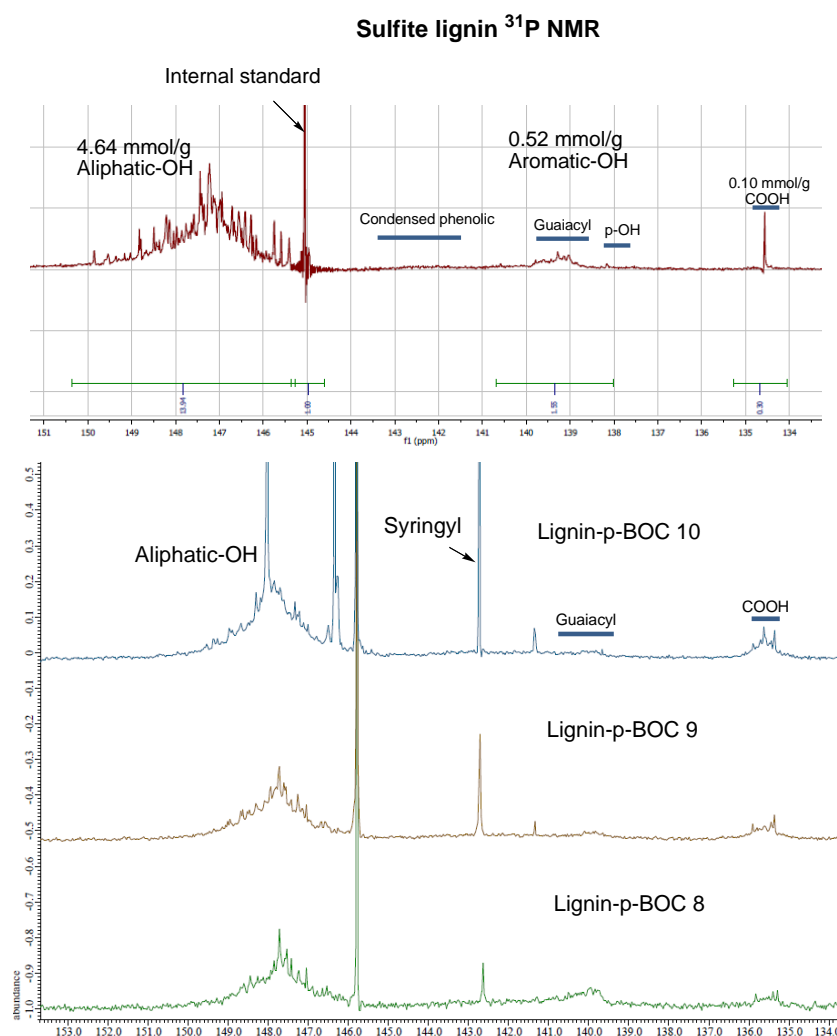 Sulfite lignin ³¹P NMR
Internal standard
4.64 mmol/g
Aliphatic-OH
0.52 mmol/g
Aromatic-OH
0.10 mmol/g
COOH
Condensed phenolic
Guaiacyl
p-OH
13.94
1.00
1.55
0.30
151 150 149 148 147 146 145 144 143 142 141 140 139 138 137 136 135 134
f1 (ppm)
0.5
0.4
0.3
0.2
0.1
0
-0.1
-0.2
-0.3
-0.4
-0.5
-0.6
-0.7
-0.8
-0.9
-1.0
abundance
Aliphatic-OH
Syringyl
Lignin-p-BOC 10
Guaiacyl
COOH
Lignin-p-BOC 9
Lignin-p-BOC 8
153.0 152.0 151.0 150.0 149.0 148.0 147.0 146.0 145.0 144.0 143.0 142.0 141.0 140.0 139.0 138.0 137.0 136.0 135.0 134.0